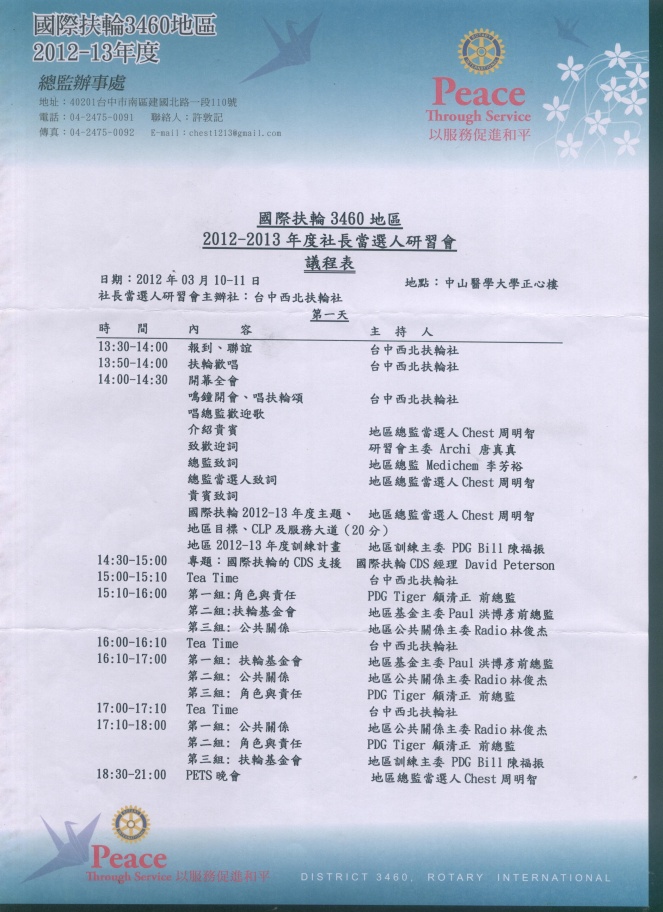 國際扶輪3460地區
2012-13年度
總監辦事處
地址：40201台中市南區建國北路一段110號
電話：04-2475-0091 聯絡人：許敦記
傳真：04-2475-0092 E-mail：chest1213@gmail.com
Peace
Through Service
以服務促進和平
國際扶輪 3460 地區
2012-2013 年度社長當選人研習會
議程表
日期：2012 年 03 月 10-11 日 地點：中山醫學大學正心樓
社長當選人研習會主辦社：台中西北扶輪社
第一天
時 間 內 容 主 持 人
13:30-14:00 報到、聯誼 台中西北扶輪社
13:50-14:00 扶輪歡唱 台中西北扶輪社
14:00-14:30 開幕全會
鳴鐘開會、唱扶輪頌 台中西北扶輪社
唱總監歡迎歌
介紹貴賓 地區總監當選人 Chest 周明智
致歡迎詞 研習會主委 Archi 唐真真
總監致詞 地區總監 Medichem 李芳裕
總監當選人致詞 地區總監當選人 Chest 周明智
貴賓致詞
國際扶輪 2012-13 年度主題、 地區總監當選人 Chest 周明智
地區目標、CLP 及服務大道（20 分）
地區 2012-13 年度訓練計畫 地區訓練主委 PDG Bill 陳福振
14:30-15:00 專題：國際扶輪的 CDS 支援 國際扶輪 CDS 經理 David Peterson
15:00-15:10 Tea Time 台中西北扶輪社
15:10-16:00 第一組:角色與責任 PDG Tiger 顧清正 前總監
第二組:扶輪基金會 地區基金主委 Paul 洪博彥前總監
第三組: 公共關係 地區公共關係主委 Radio 林俊杰
16:00-16:10 Tea Time 台中西北扶輪社
16:10-17:00 第一組: 扶輪基金會 地區基金主委 Paul 洪博彥前總監
第二組: 公共關係 地區公共關係主委 Radio 林俊杰
第三組: 角色與責任 PDG Tiger 顧清正 前總監
17:00-17:10 Tea Time 台中西北扶輪社
17:10-18:00 第一組: 公共關係 地區公共關係主委 Radio 林俊杰
第二組: 角色與責任 PDG Tiger 顧清正 前總監
第三組: 扶輪基金會 地區訓練主委 PDG Bill 陳福振
18:30-21:00 PETS 晚會 地區總監當選人 Chest 周明智
Peace
Through Service 以服務促進和平
DISTRICT 3460, ROTARY INTERNATIONAL